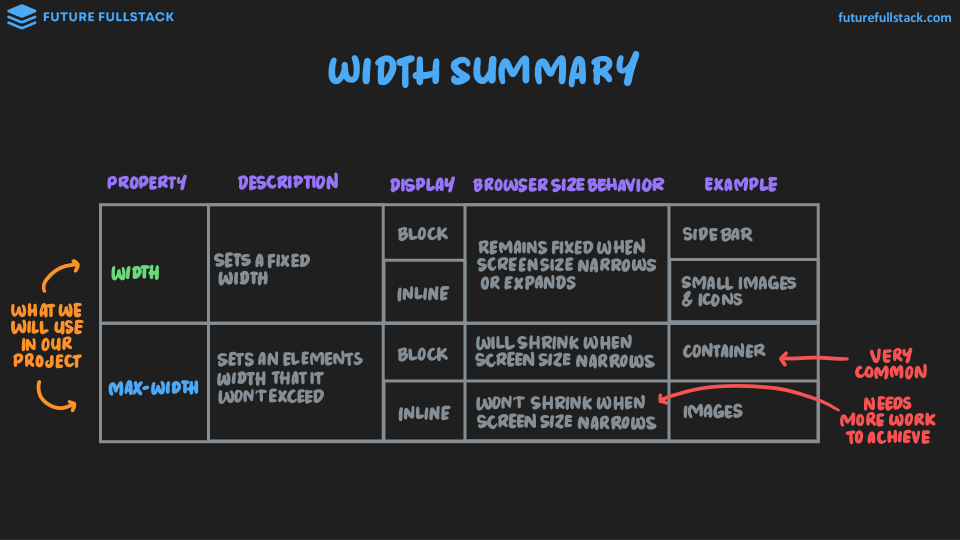 FUTURE FULLSTACK
futurefullstack.com
WIDTH SUMMARY
PROPERTY
DESCRIPTION
DISPLAY
BROWSER SIZE BEHAVIOR
EXAMPLE
WIDTH
SETS A FIXED
WIDTH
BLOCK
INLINE
REMAINS FIXED WHEN
SCREEN SIZE NARROWS
OR EXPANDS
SIDEBAR
SMALL IMAGES
& ICONS
MAX-WIDTH
SETS AN ELEMENTS
WIDTH THAT IT
WON'T EXCEED
BLOCK
WILL SHRINK WHEN
SCREEN SIZE NARROWS
CONTAINER
INLINE
WON'T SHRINK WHEN
SCREEN SIZE NARROWS
IMAGES
WHAT WE
WILL USE
IN OUR
PROJECT
VERY
COMMON
NEEDS
MORE WORK
TO ACHIEVE